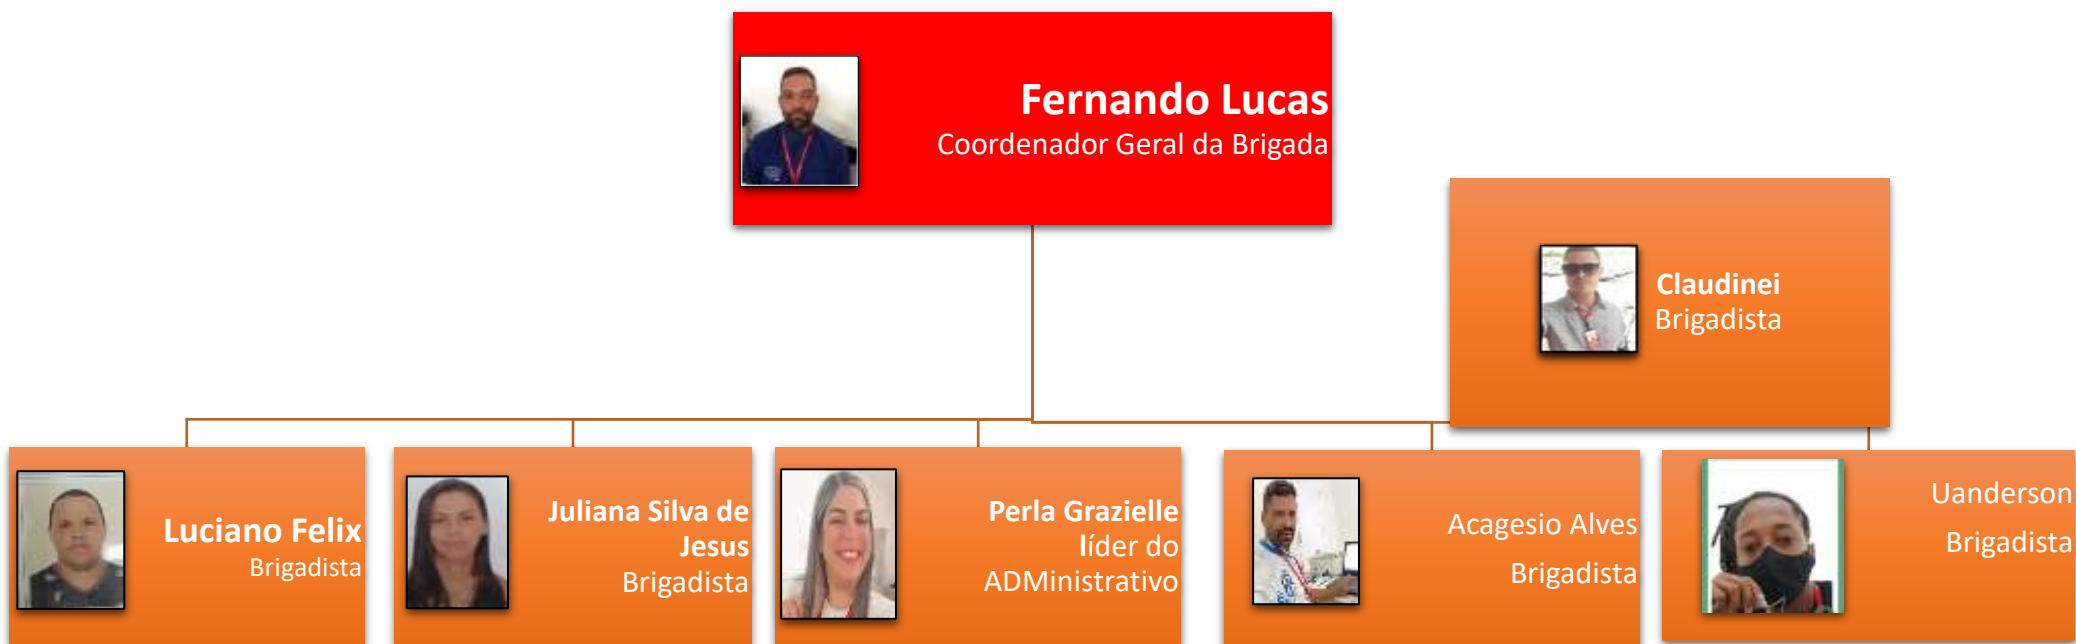 Fernando Lucas
Coordenador Geral da Brigada
Claudinei
Brigadista
Luciano Felix
Brigadista
Juliana Silva de
Jesus
Brigadista
Perla Grazielle
líder do
ADMinistrativo
Acagesio Alves
Brigadista
Uanderson
Brigadista